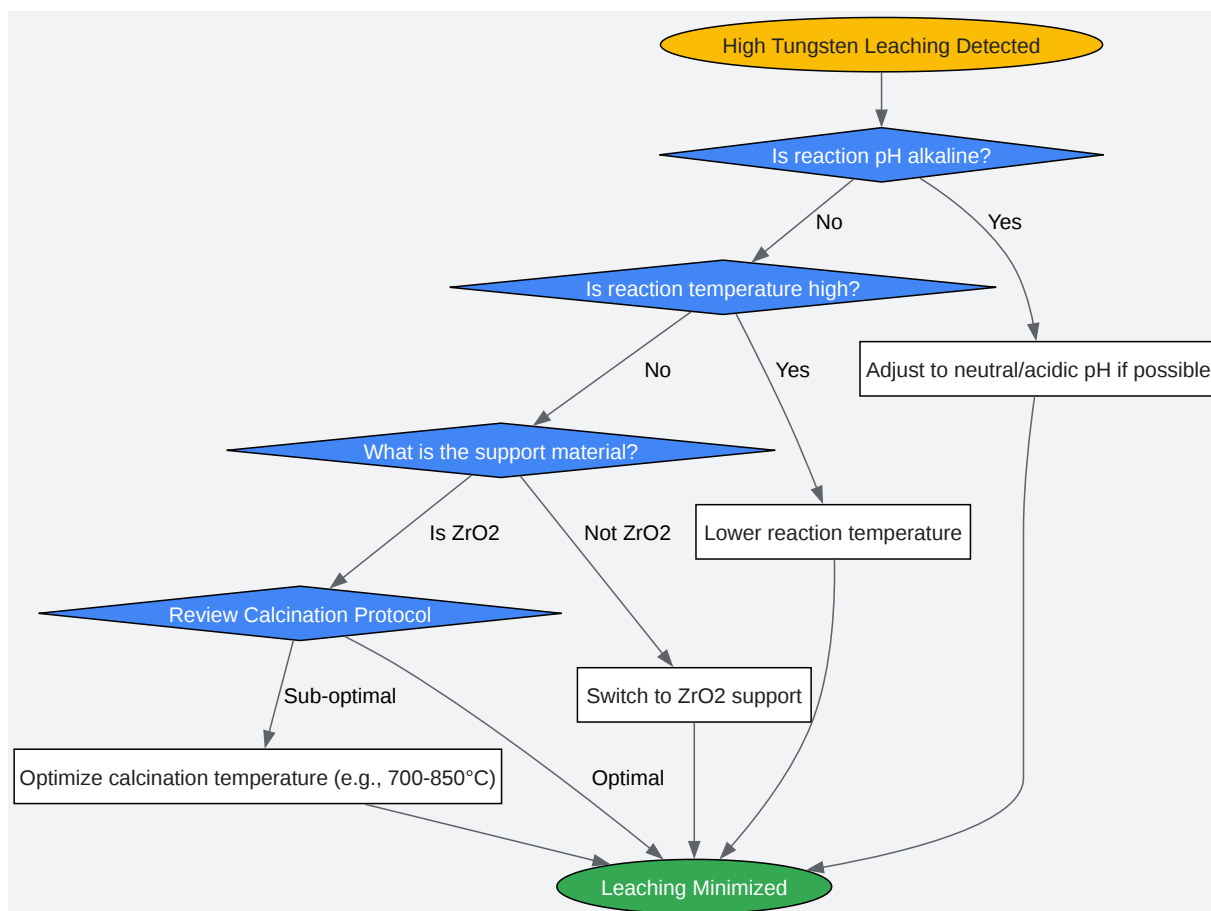 High Tungsten Leaching Detected
Is reaction pH alkaline?
No
Yes
Is reaction temperature high?
Adjust to neutral/acidic pH if possible
No
Yes
What is the support material?
Lower reaction temperature
Is ZrO2
Not ZrO2
Review Calcination Protocol
Switch to ZrO2 support
Sub-optimal
Optimize calcination temperature (e.g., 700-850°C)
Optimal
Leaching Minimized